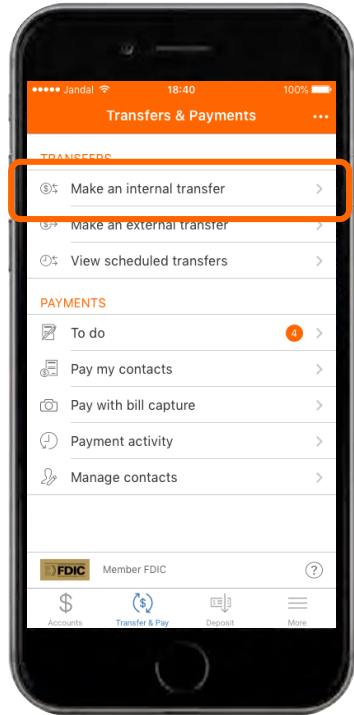 Jandal 18:40 100%
Transfers & Payments
TRANSFERS
Make an internal transfer
Make an external transfer
View scheduled transfers
PAYMENTS
To do 4
Pay my contacts
Pay with bill capture
Payment activity
Manage contacts
FDIC Member FDIC ?
Accounts Transfer & Pay Deposit More